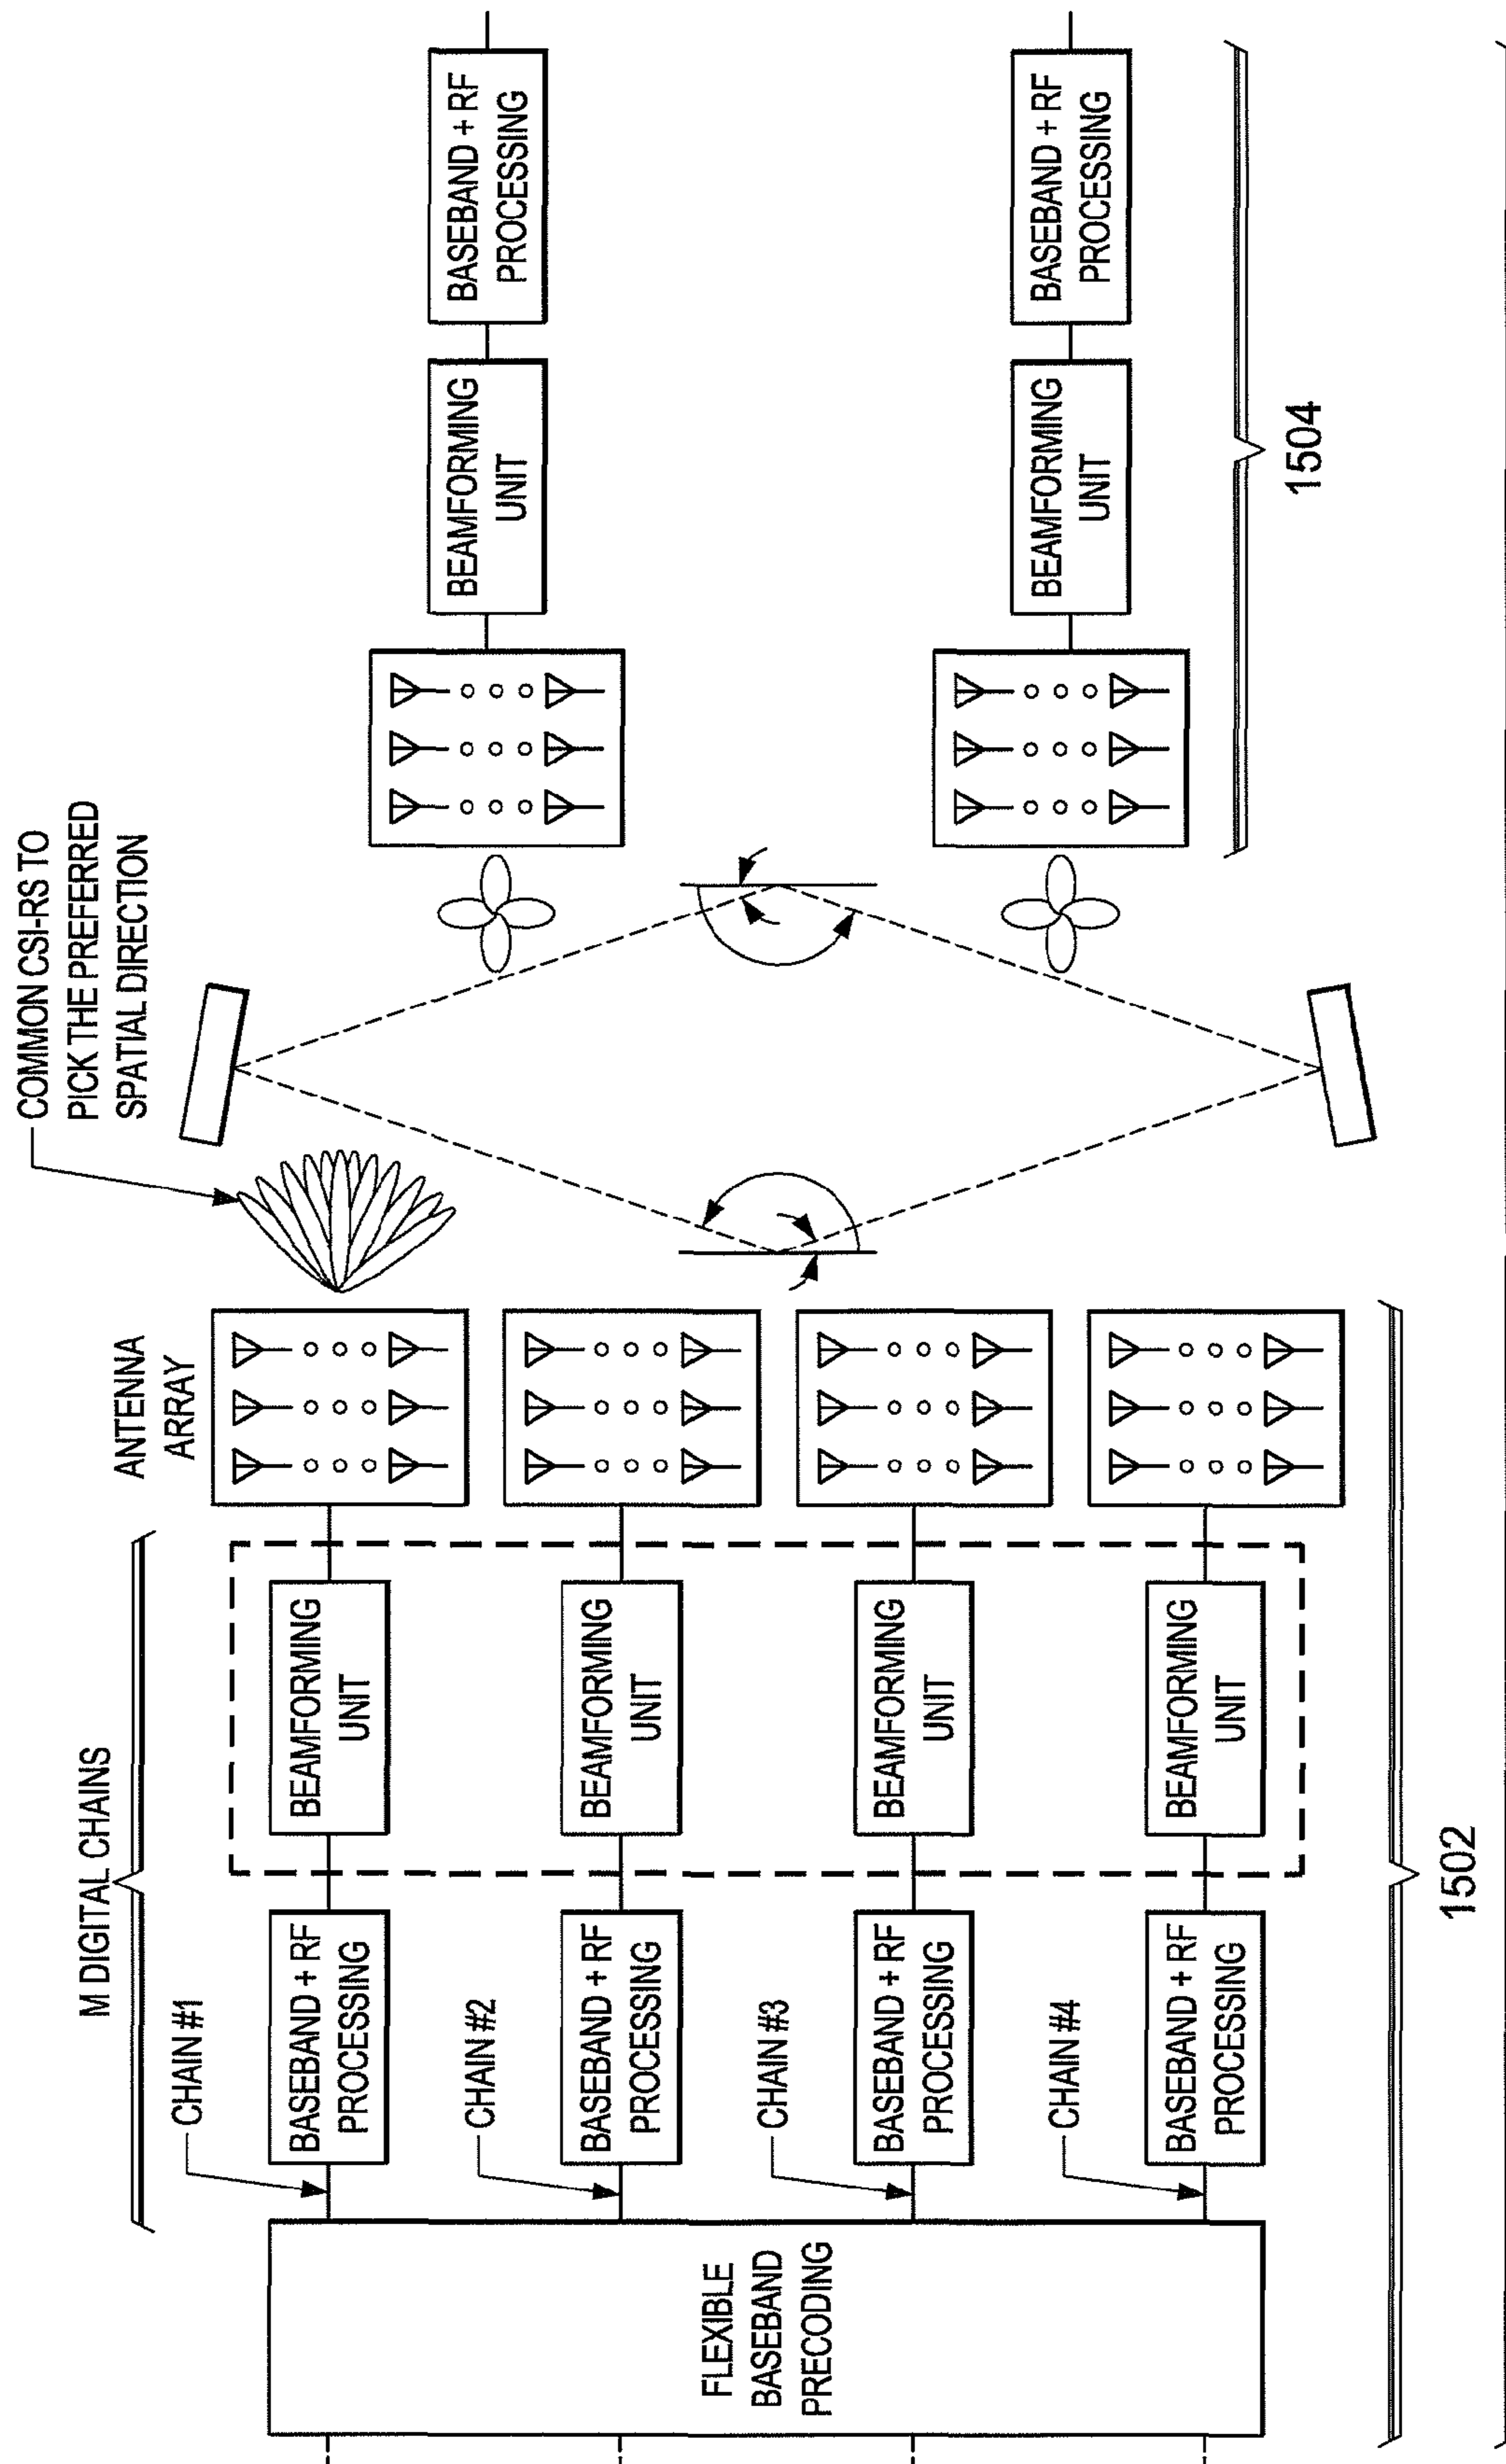 COMMON CSI-RS TO
PICK THE PREFERRED
SPATIAL DIRECTION
M DIGITAL CHAINS
ANTENNA
ARRAY
FLEXIBLE
BASEBAND
PRECODING
CHAIN #1
BASEBAND + RF
PROCESSING
BEAMFORMING
UNIT
CHAIN #2
BASEBAND + RF
PROCESSING
BEAMFORMING
UNIT
CHAIN #3
BASEBAND + RF
PROCESSING
BEAMFORMING
UNIT
CHAIN #4
BASEBAND + RF
PROCESSING
BEAMFORMING
UNIT
BEAMFORMING
UNIT
BASEBAND + RF
PROCESSING
BEAMFORMING
UNIT
BASEBAND + RF
PROCESSING
1502
1504